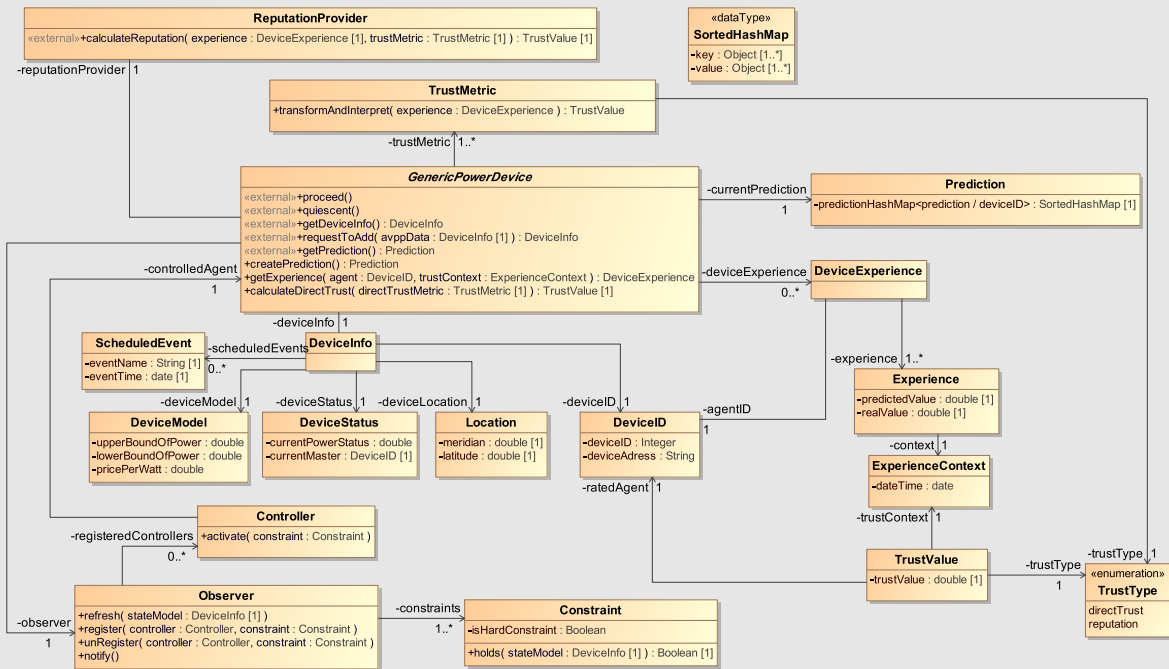 ReputationProvider
«external»+calculateReputation( experience : DeviceExperience [1], trustMetric : TrustMetric [1] ) : TrustValue [1]
«dataType»
SortedHashMap
-key : Object [1..*]
-value : Object [1..*]
-reputationProvider 1
TrustMetric
+transformAndInterpret( experience : DeviceExperience ) : TrustValue
-trustMetric 1..*
GenericPowerDevice
«external»+proceed()
«external»+quiescent()
«external»+getDeviceInfo() : DeviceInfo
«external»+requestToAdd( avppData : DeviceInfo [1] ) : DeviceInfo
«external»+getPrediction() : Prediction
+createPrediction() : Prediction
+getExperience( agent : DeviceID, trustContext : ExperienceContext ) : DeviceExperience
+calculateDirectTrust( directTrustMetric : TrustMetric [1] ) : TrustValue [1]
-currentPrediction
1
Prediction
-predictionHashMap<prediction / deviceID> : SortedHashMap [1]
-controlledAgent
1
-deviceExperience
0..*
DeviceExperience
-deviceInfo 1
DeviceInfo
ScheduledEvent
-eventName : String [1]
-eventTime : date [1]
-scheduledEvents
0..*
-experience 1..*
Experience
-predictedValue : double [1]
-realValue : double [1]
-deviceModel 1
-deviceStatus 1
-deviceLocation 1
-deviceID 1
-agentID
1
DeviceModel
-upperBoundOfPower : double
-lowerBoundOfPower : double
-pricePerWatt : double
DeviceStatus
-currentPowerStatus : double
-currentMaster : DeviceID [1]
Location
-meridian : double [1]
-latitude : double [1]
DeviceID
-deviceID : Integer
-deviceAdress : String
-context 1
ExperienceContext
-dateTime : date
-ratedAgent 1
-trustContext 1
Controller
+activate( constraint : Constraint )
-registeredControllers
0..*
TrustValue
-trustValue : double [1]
-trustType
1
-trustType 1
«enumeration»
TrustType
directTrust
reputation
-observer
1
Observer
+refresh( stateModel : DeviceInfo [1] )
+register( controller : Controller, constraint : Constraint )
+unRegister( controller : Controller, constraint : Constraint )
+notify()
-constraints
1..*
Constraint
-isHardConstraint : Boolean
+holds( stateModel : DeviceInfo [1] ) : Boolean [1]